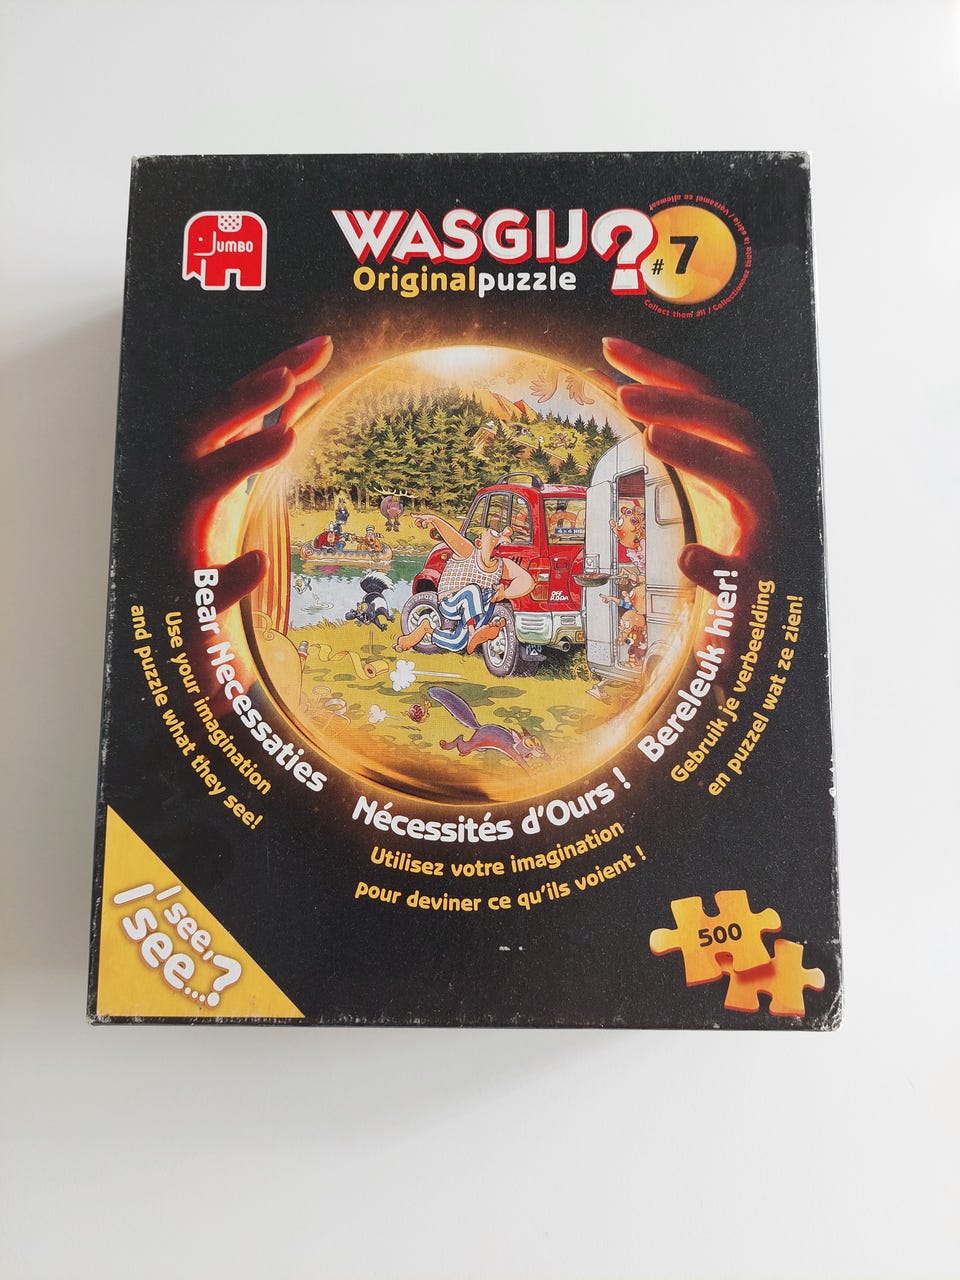 JUMBO
WASGIJ?
Originalpuzzle
#7
Collect them all / Collectionnez toute la série / Verzamel ze allemaal
Bear Necessaties
Use your imagination
and puzzle what they see!
Nécessités d'Ours !
Utilisez votre imagination
pour deviner ce qu'ils voient !
Bereleuk hier!
Gebruik je verbeelding
en puzzel wat ze zien!
I see,
I see...?
500